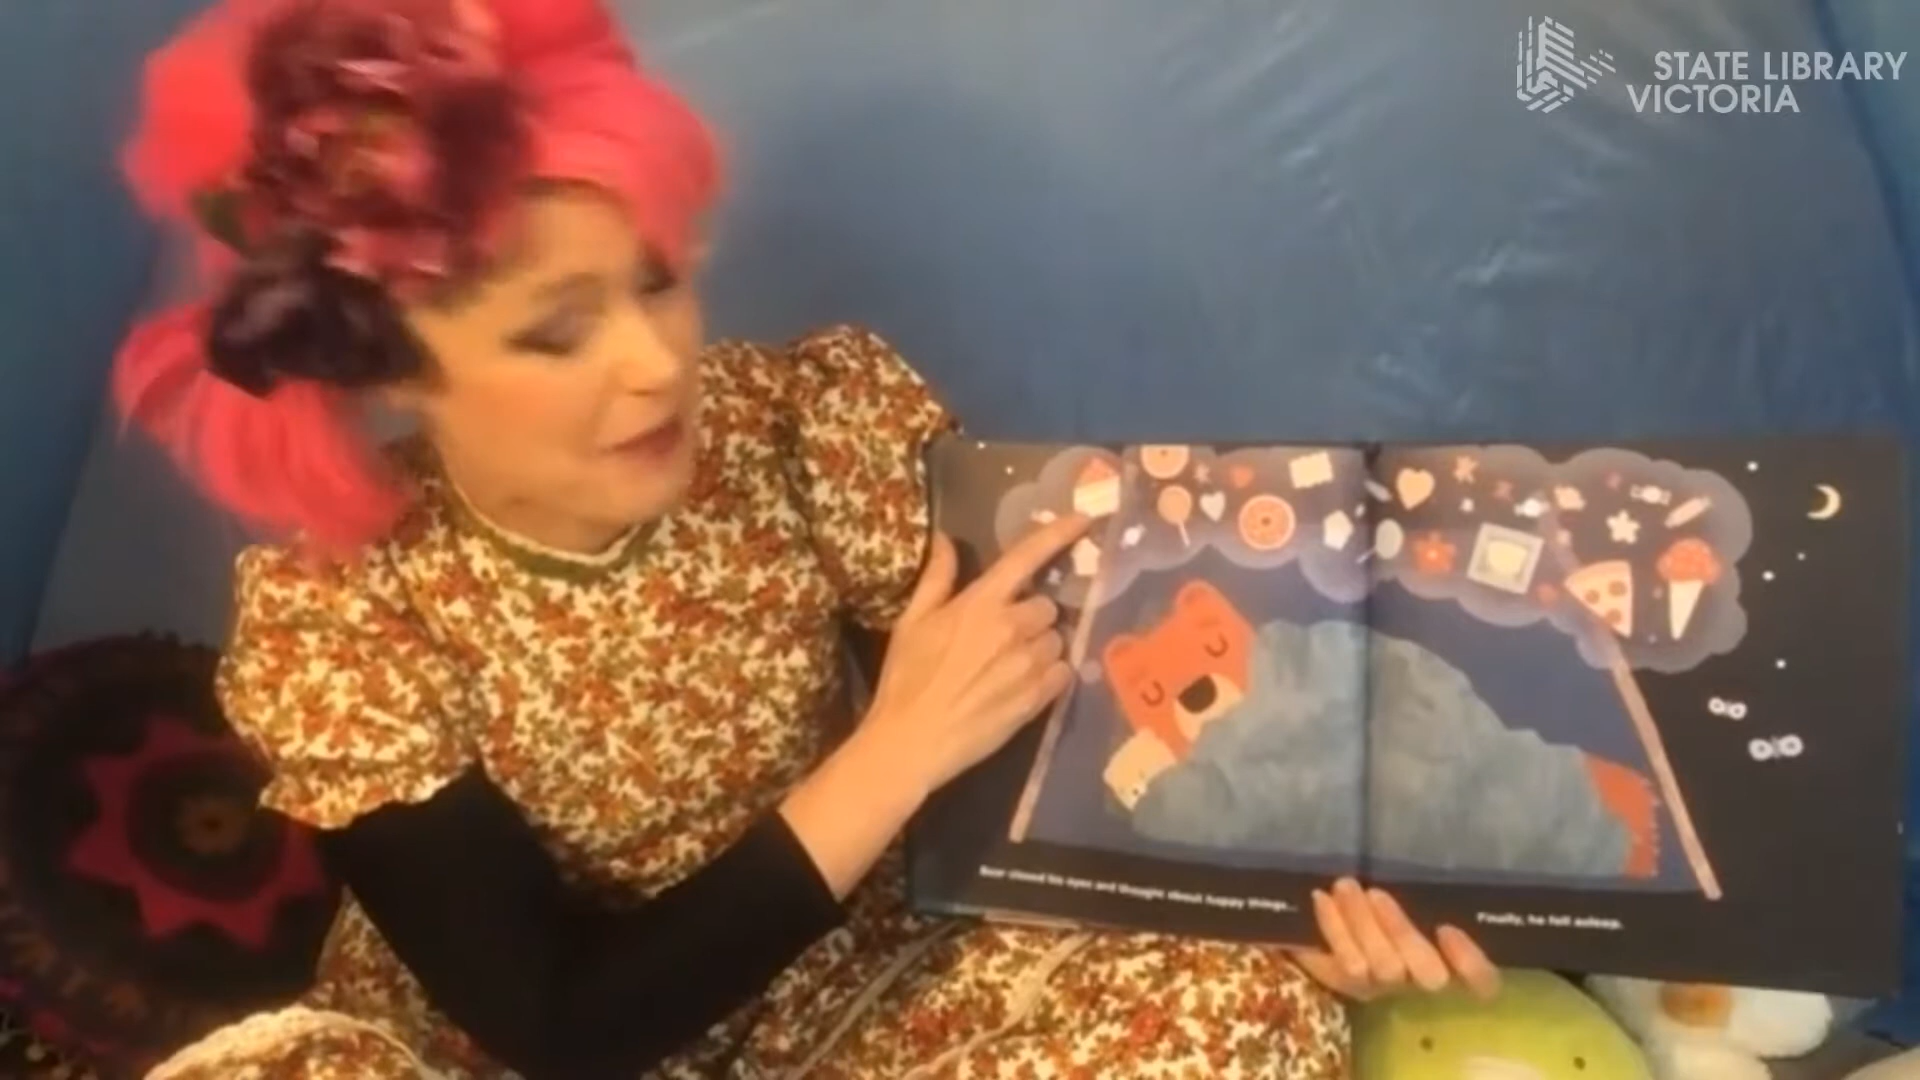 STATE LIBRARY
VICTORIA
Bear closed his eyes and thought about happy things...
Finally, he fell asleep.